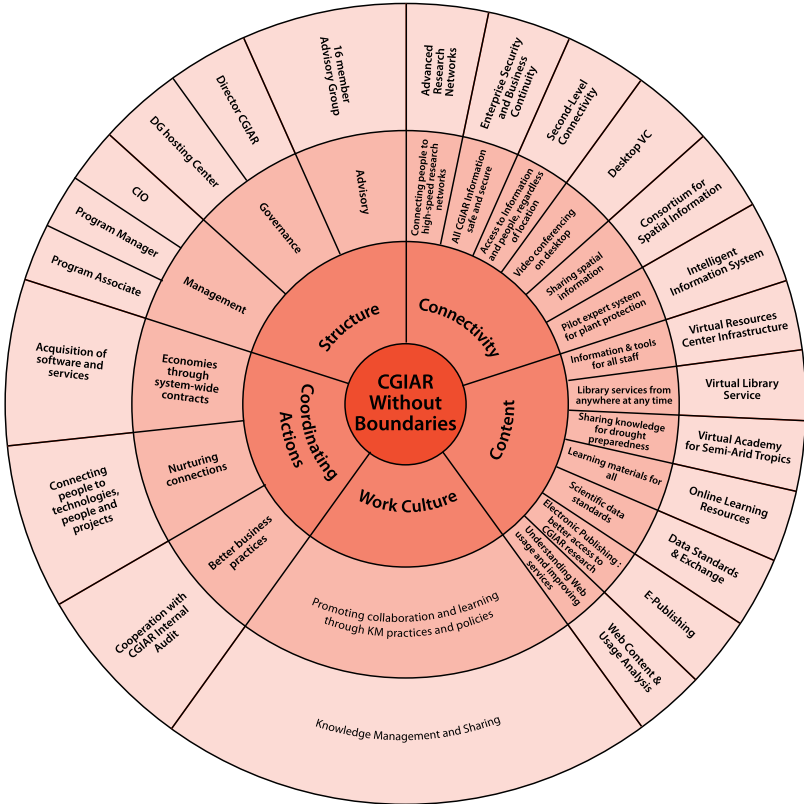 CGIAR
Without
Boundaries
Structure
Connectivity
Content
Work Culture
Coordinating
Actions
Advisory
Governance
Management
Connecting people to
high-speed research
networks
All CGIAR Information
safe and secure
Access to Information
and people, regardless
of location
Video conferencing
on desktop
Sharing spatial
information
Pilot expert system
for plant protection
Information & tools
for all staff
Library services from
anywhere at any time
Sharing knowledge
for drought
preparedness
Learning materials for
all
Scientific data
standards
Electronic Publishing :
better access to
CGIAR research
Understanding Web
usage and improving
services
Promoting collaboration and learning
through KM practices and policies
Better business
practices
Nurturing
connections
Economies
through
system-wide
contracts
16 member
Advisory Group
Advanced
Research
Networks
Enterprise Security
and Business
Continuity
Second-Level
Connectivity
Desktop VC
Consortium for
Spatial Information
Intelligent
Information System
Virtual Resources
Center Infrastructure
Virtual Library
Service
Virtual Academy
for Semi-Arid Tropics
Online Learning
Resources
Data Standards
& Exchange
E-Publishing
Web Content &
Usage Analysis
Knowledge Management and Sharing
Cooperation with
CGIAR Internal
Audit
Connecting
people to
technologies,
people and
projects
Acquisition of
software and
services
Program Associate
Program Manager
CIO
DG hosting Center
Director CGIAR